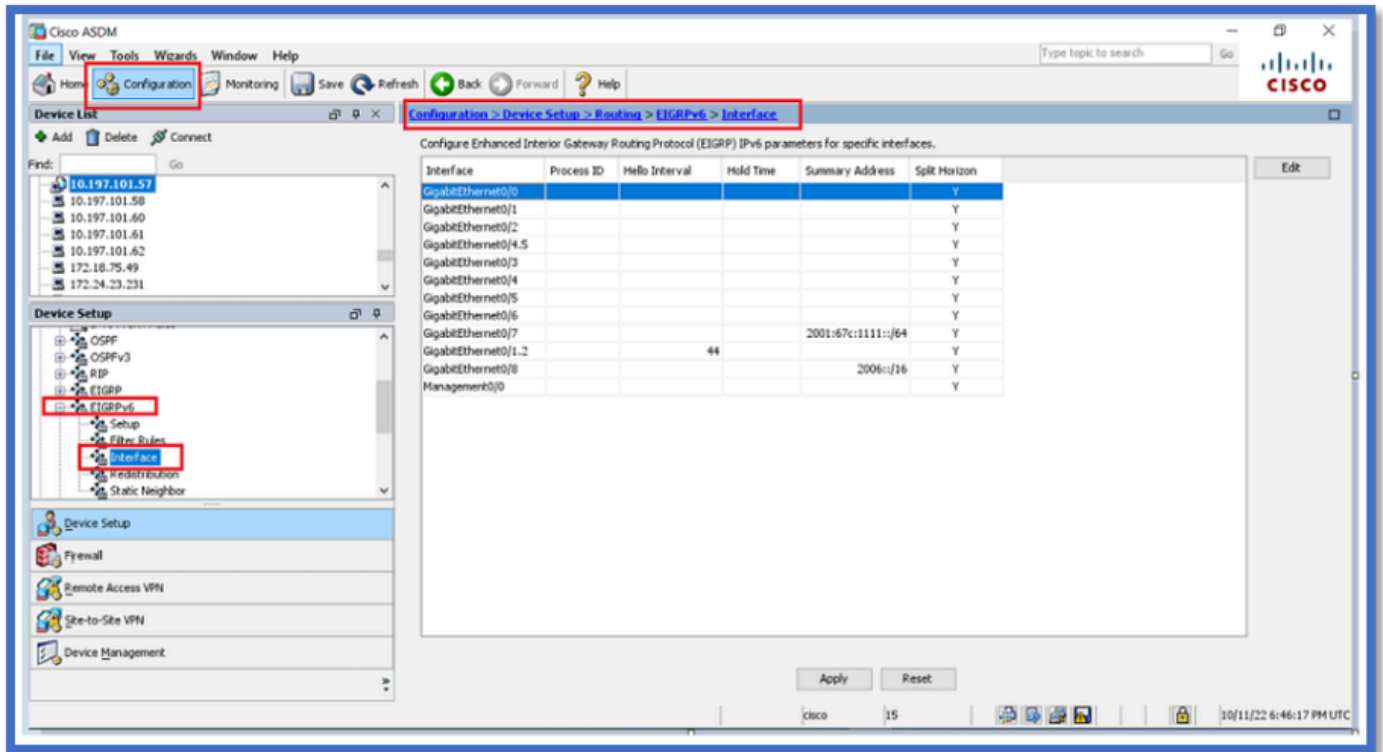 Cisco ASDM
File View Tools Wizards Window Help
Type topic to search Go
Home Configuration Monitoring Save Refresh Back Forward Help
CISCO
Device List
Add Delete Connect
Find: Go
10.197.101.57
10.197.101.58
10.197.101.60
10.197.101.61
10.197.101.62
172.18.75.49
172.24.23.231
Device Setup
OSPF
OSPFv3
RIP
EIGRP
EIGRPv6
Setup
Filter Rules
Interface
Redistribution
Static Neighbor
Device Setup
Firewall
Remote Access VPN
Site-to-Site VPN
Device Management
Configuration > Device Setup > Routing > EIGRPv6 > Interface
Configure Enhanced Interior Gateway Routing Protocol (EIGRP) IPv6 parameters for specific interfaces.
Interface Process ID Hello Interval Hold Time Summary Address Split Horizon
GigabitEthernet0/0 Y
GigabitEthernet0/1 Y
GigabitEthernet0/2 Y
GigabitEthernet0/4.5 Y
GigabitEthernet0/3 Y
GigabitEthernet0/4 Y
GigabitEthernet0/5 Y
GigabitEthernet0/6 Y
GigabitEthernet0/7 2001:67c:1111::/64 Y
GigabitEthernet0/1.2 44 Y
GigabitEthernet0/8 2006::/16 Y
Management0/0 Y
Edit
Apply Reset
cisco 15 10/11/22 6:46:17 PM UTC